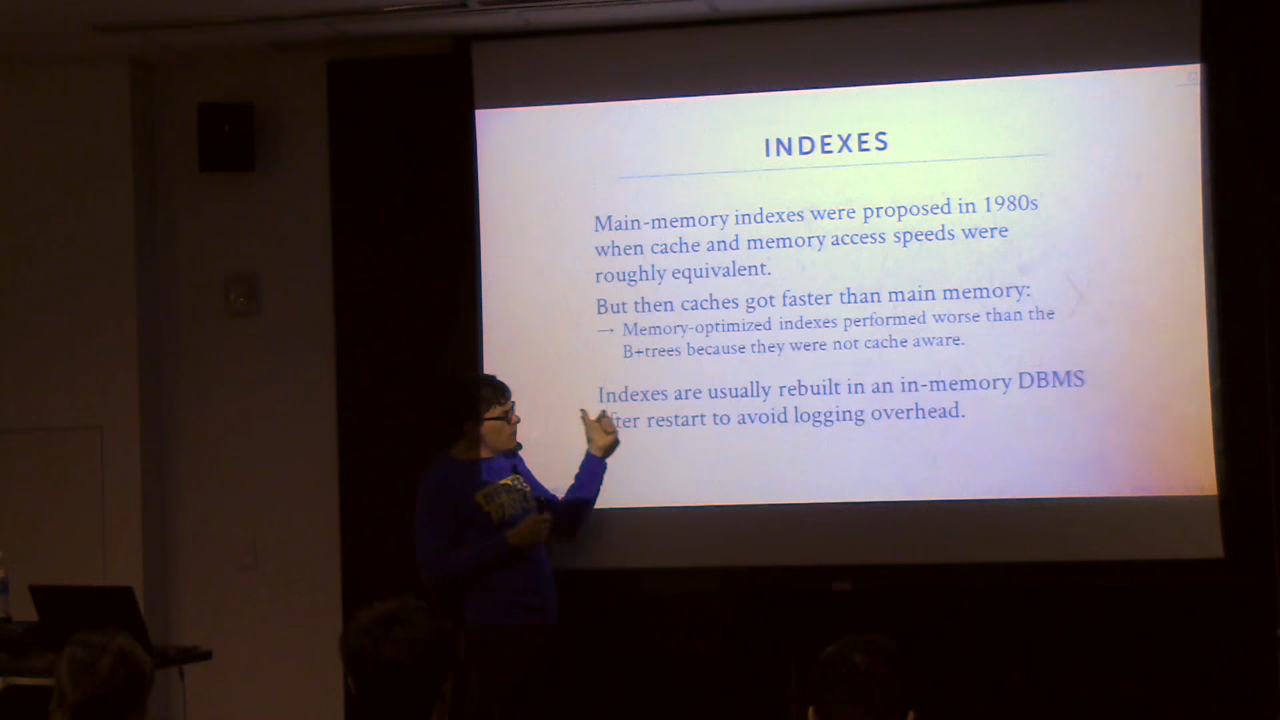 INDEXES
Main-memory indexes were proposed in 1980s
when cache and memory access speeds were
roughly equivalent.
But then caches got faster than main memory:
→ Memory-optimized indexes performed worse than the
B+trees because they were not cache aware.
Indexes are usually rebuilt in an in-memory DBMS
after restart to avoid logging overhead.